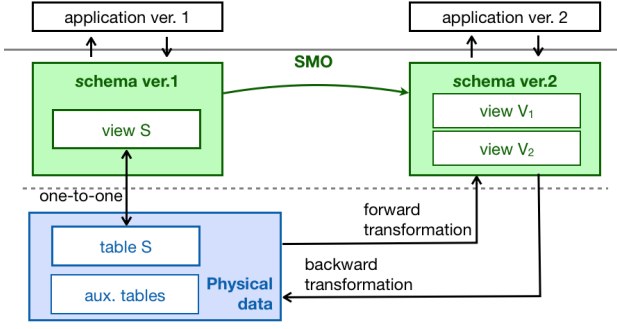 application ver. 1
application ver. 2
SMO
schema ver.1
schema ver.2
view S
view V1
view V2
one-to-one
forward
transformation
table S
backward
transformation
Physical
data
aux. tables